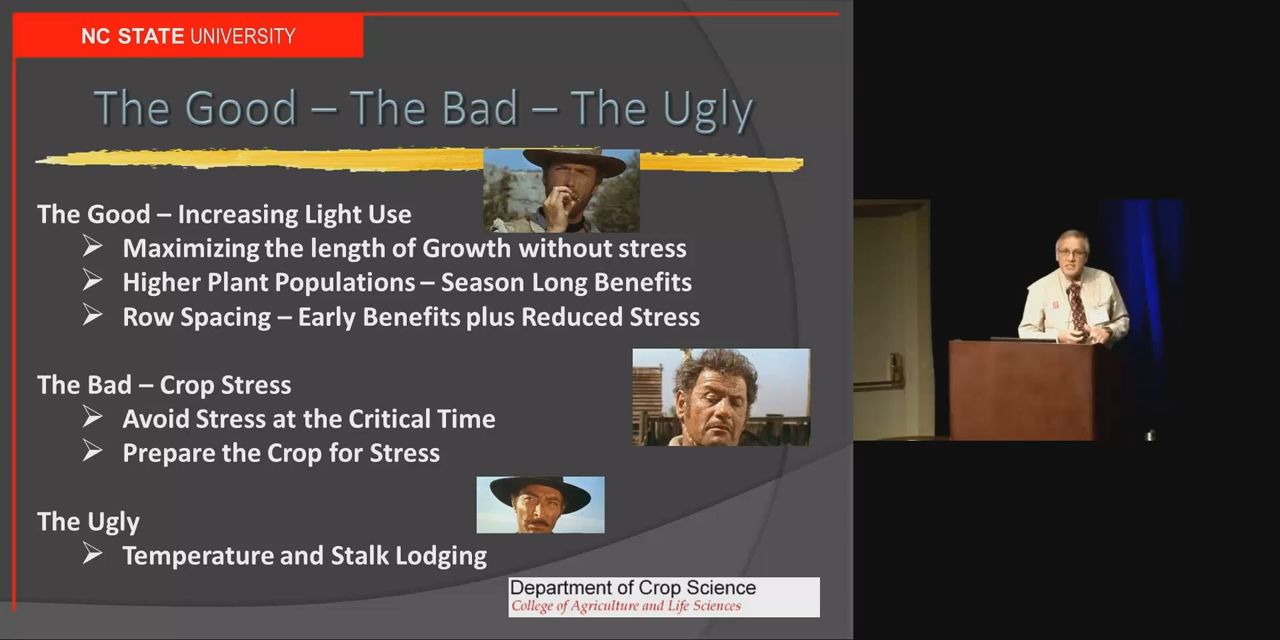 NC STATE UNIVERSITY
The Good – The Bad – The Ugly
The Good – Increasing Light Use
➢ Maximizing the length of Growth without stress
➢ Higher Plant Populations – Season Long Benefits
➢ Row Spacing – Early Benefits plus Reduced Stress
The Bad – Crop Stress
➢ Avoid Stress at the Critical Time
➢ Prepare the Crop for Stress
The Ugly
➢ Temperature and Stalk Lodging
Department of Crop Science
College of Agriculture and Life Sciences